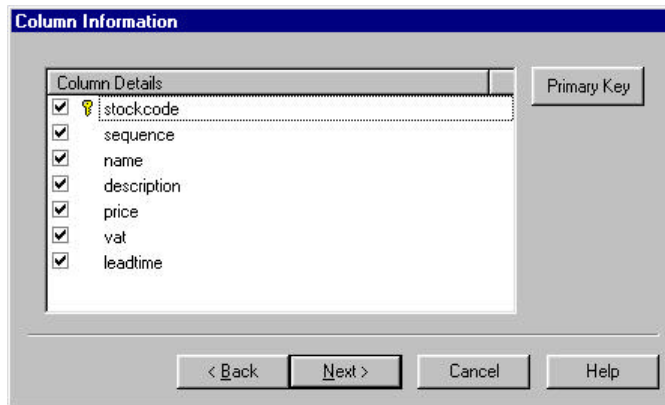 Column Information
Column Details
Primary Key
stockcode
sequence
name
description
price
vat
leadtime
< Back Next > Cancel Help